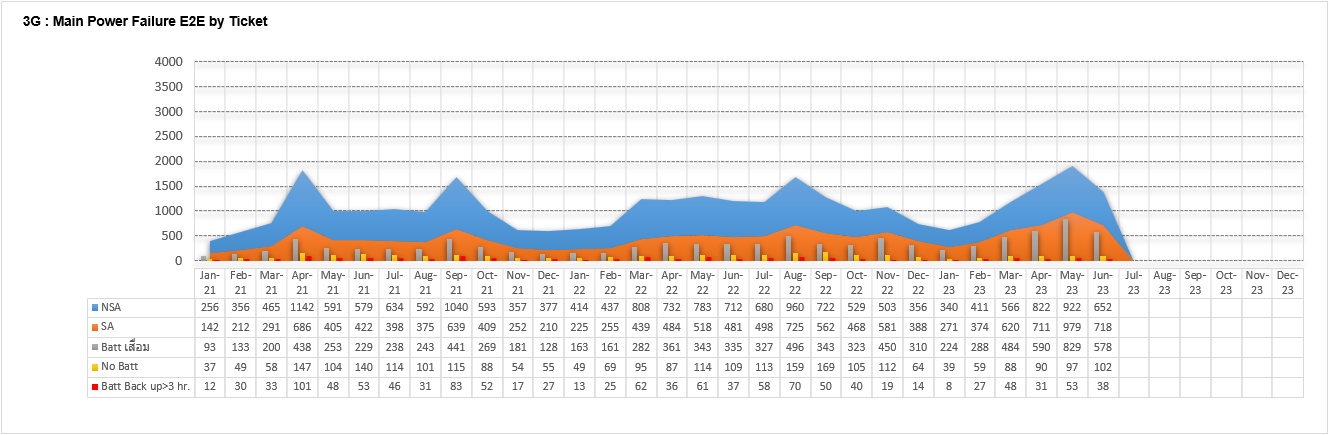 3G : Main Power Failure E2E by Ticket
4000
3500
3000
2500
2000
1500
1000
500
0
Jan- Feb- Mar- Apr- May- Jun- Jul- Aug- Sep- Oct- Nov- Dec- Jan- Feb- Mar- Apr- May- Jun- Jul- Aug- Sep- Oct- Nov- Dec- Jan- Feb- Mar- Apr- May- Jun- Jul- Aug- Sep- Oct- Nov- Dec-
21 21 21 21 21 21 21 21 21 21 21 21 22 22 22 22 22 22 22 22 22 22 22 22 23 23 23 23 23 23 23 23 23 23 23 23
NSA 256 356 465 1142 591 579 634 592 1040 593 357 377 414 437 808 732 783 712 680 960 722 529 503 356 340 411 566 822 922 652
SA 142 212 291 686 405 422 398 375 639 409 252 210 225 255 439 484 518 481 498 725 562 468 581 388 271 374 620 711 979 718
Batt เสื่อม 93 133 200 438 253 229 238 243 441 269 181 128 163 161 282 361 343 335 327 496 343 323 450 310 224 288 484 590 829 578
No Batt 37 49 58 147 104 140 114 101 115 88 54 55 49 69 95 87 114 109 113 159 169 105 112 64 39 59 88 90 97 102
Batt Back up>3 hr. 12 30 33 101 48 53 46 31 83 52 17 27 13 25 62 36 61 37 58 70 50 40 19 14 8 27 48 31 53 38